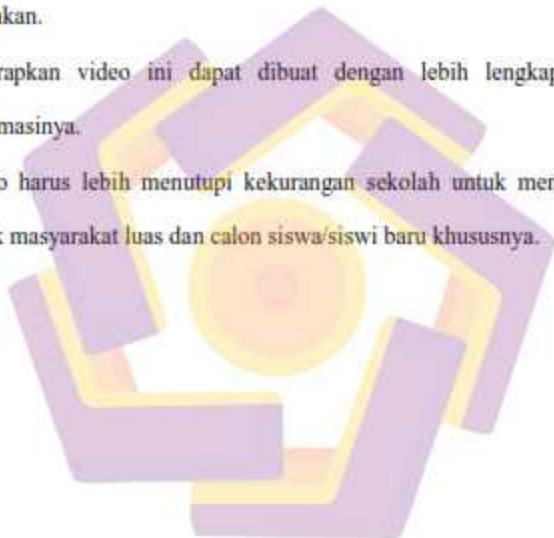 akan.
rapkan video ini dapat dibuat dengan lebih lengkap
masinya.
o harus lebih menutupi kekurangan sekolah untuk men
k masyarakat luas dan calon siswa/siswi baru khususnya.